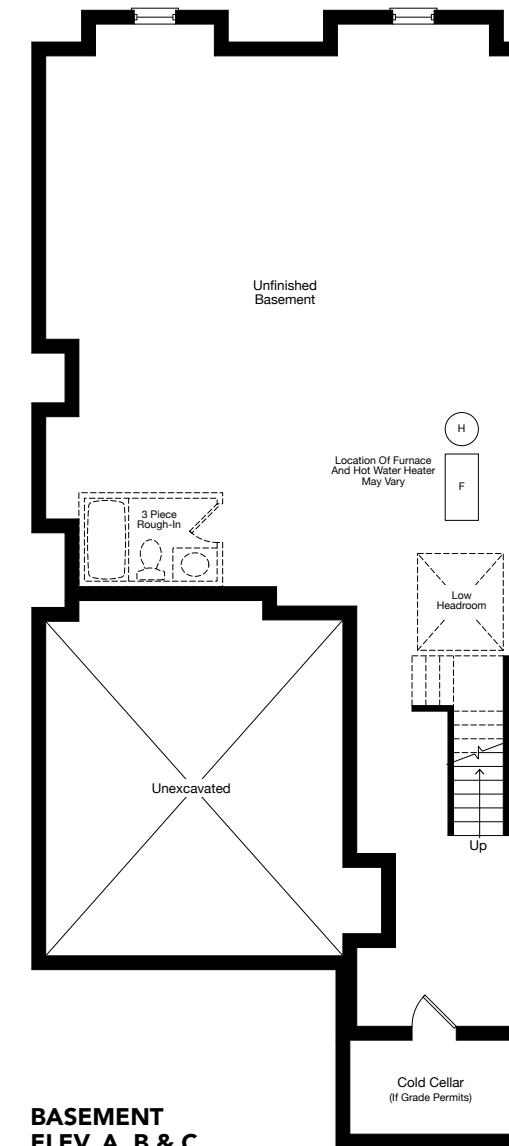 Unfinished
Basement
H
Location Of Furnace
And Hot Water Heater
May Vary
F
3 Piece
Rough-In
Low
Headroom
Unexcavated
Up
Cold Cellar
(If Grade Permits)
BASEMENT
ELEV. A, B & C